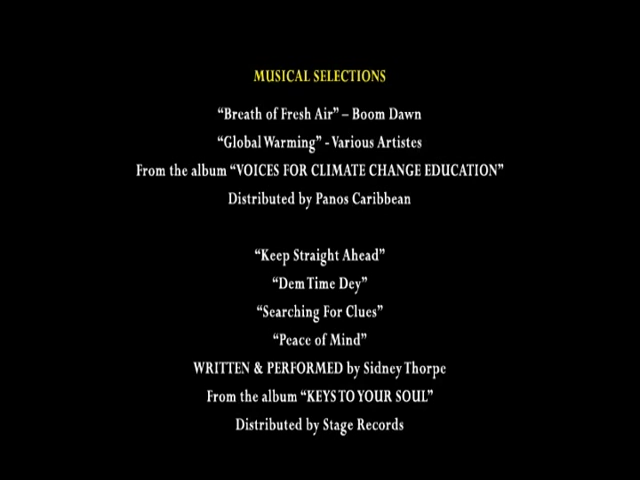 MUSICAL SELECTIONS
“Breath of Fresh Air” – Boom Dawn
“Global Warming” - Various Artistes
From the album “VOICES FOR CLIMATE CHANGE EDUCATION”
Distributed by Panos Caribbean
“Keep Straight Ahead”
“Dem Time Dey”
“Searching For Clues”
“Peace of Mind”
WRITTEN & PERFORMED by Sidney Thorpe
From the album “KEYS TO YOUR SOUL”
Distributed by Stage Records